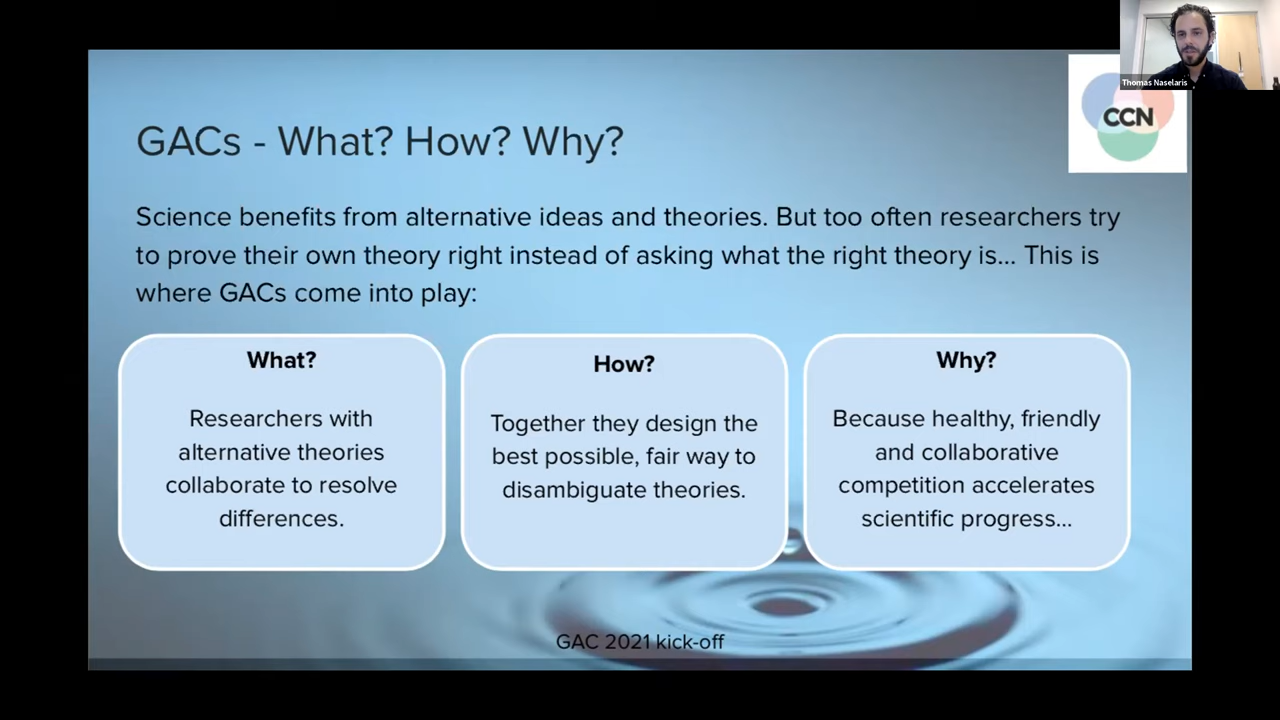 Thomas Naselaris
CCN
GACs - What? How? Why?
Science benefits from alternative ideas and theories. But too often researchers try
to prove their own theory right instead of asking what the right theory is... This is
where GACs come into play:
What?
Researchers with
alternative theories
collaborate to resolve
differences.
How?
Together they design the
best possible, fair way to
disambiguate theories.
Why?
Because healthy, friendly
and collaborative
competition accelerates
scientific progress...
GAC 2021 kick-off